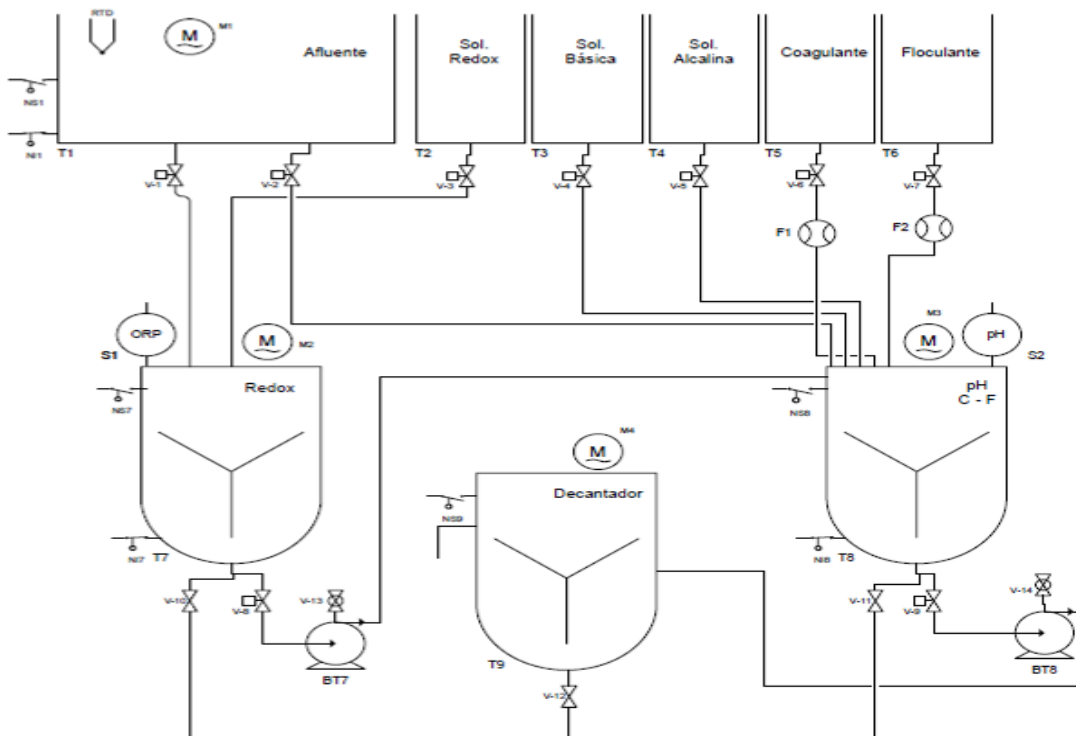 RTD
M
M1
Afluente
Sol.
Redox
Sol.
Básica
Sol.
Alcalina
Coagulante
Floculante
NS1
NI1
T1
T2
T3
T4
T5
T6
V-1
V-2
V-3
V-4
V-5
V-6
V-7
F1
F2
ORP
S1
M
M2
M3
M
pH
S2
Redox
NS7
pH
C - F
NS8
M4
M
Decantador
NS9
NI7
T7
NI8
T8
V-10
V-8
V-13
BT7
T9
V-12
V-11
V-9
V-14
BT8